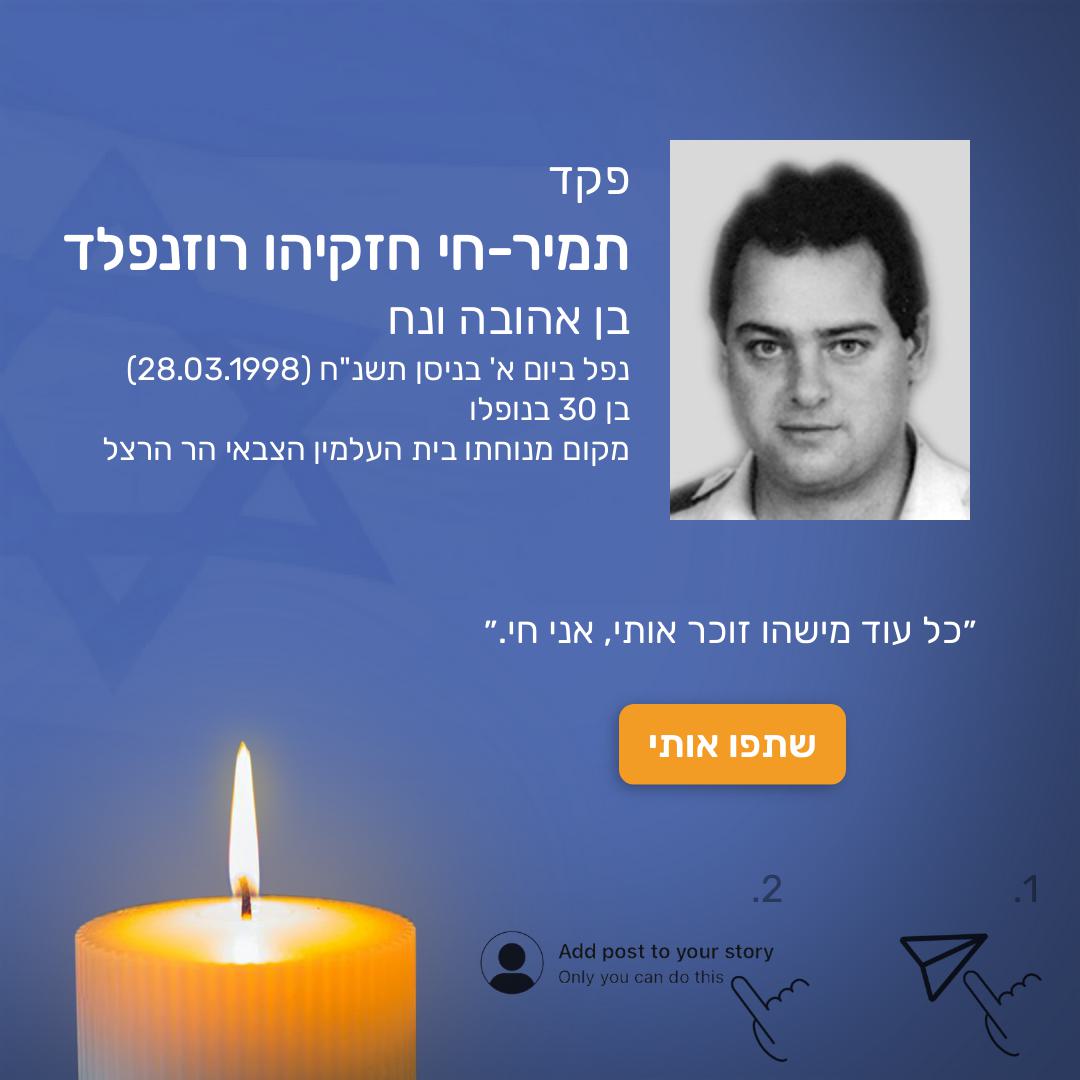 פקד
תמיר-חי חזקיהו רוזנפלד
בן אהובה ונח
נפל ביום א' בניסן תשנ"ח (28.03.1998)
בן 30 בנופלו
מקום מנוחתו בית העלמין הצבאי הר הרצל
״כל עוד מישהו זוכר אותי, אני חי.״
שתפו אותי
1.
2.
Add post to your story
Only you can do this